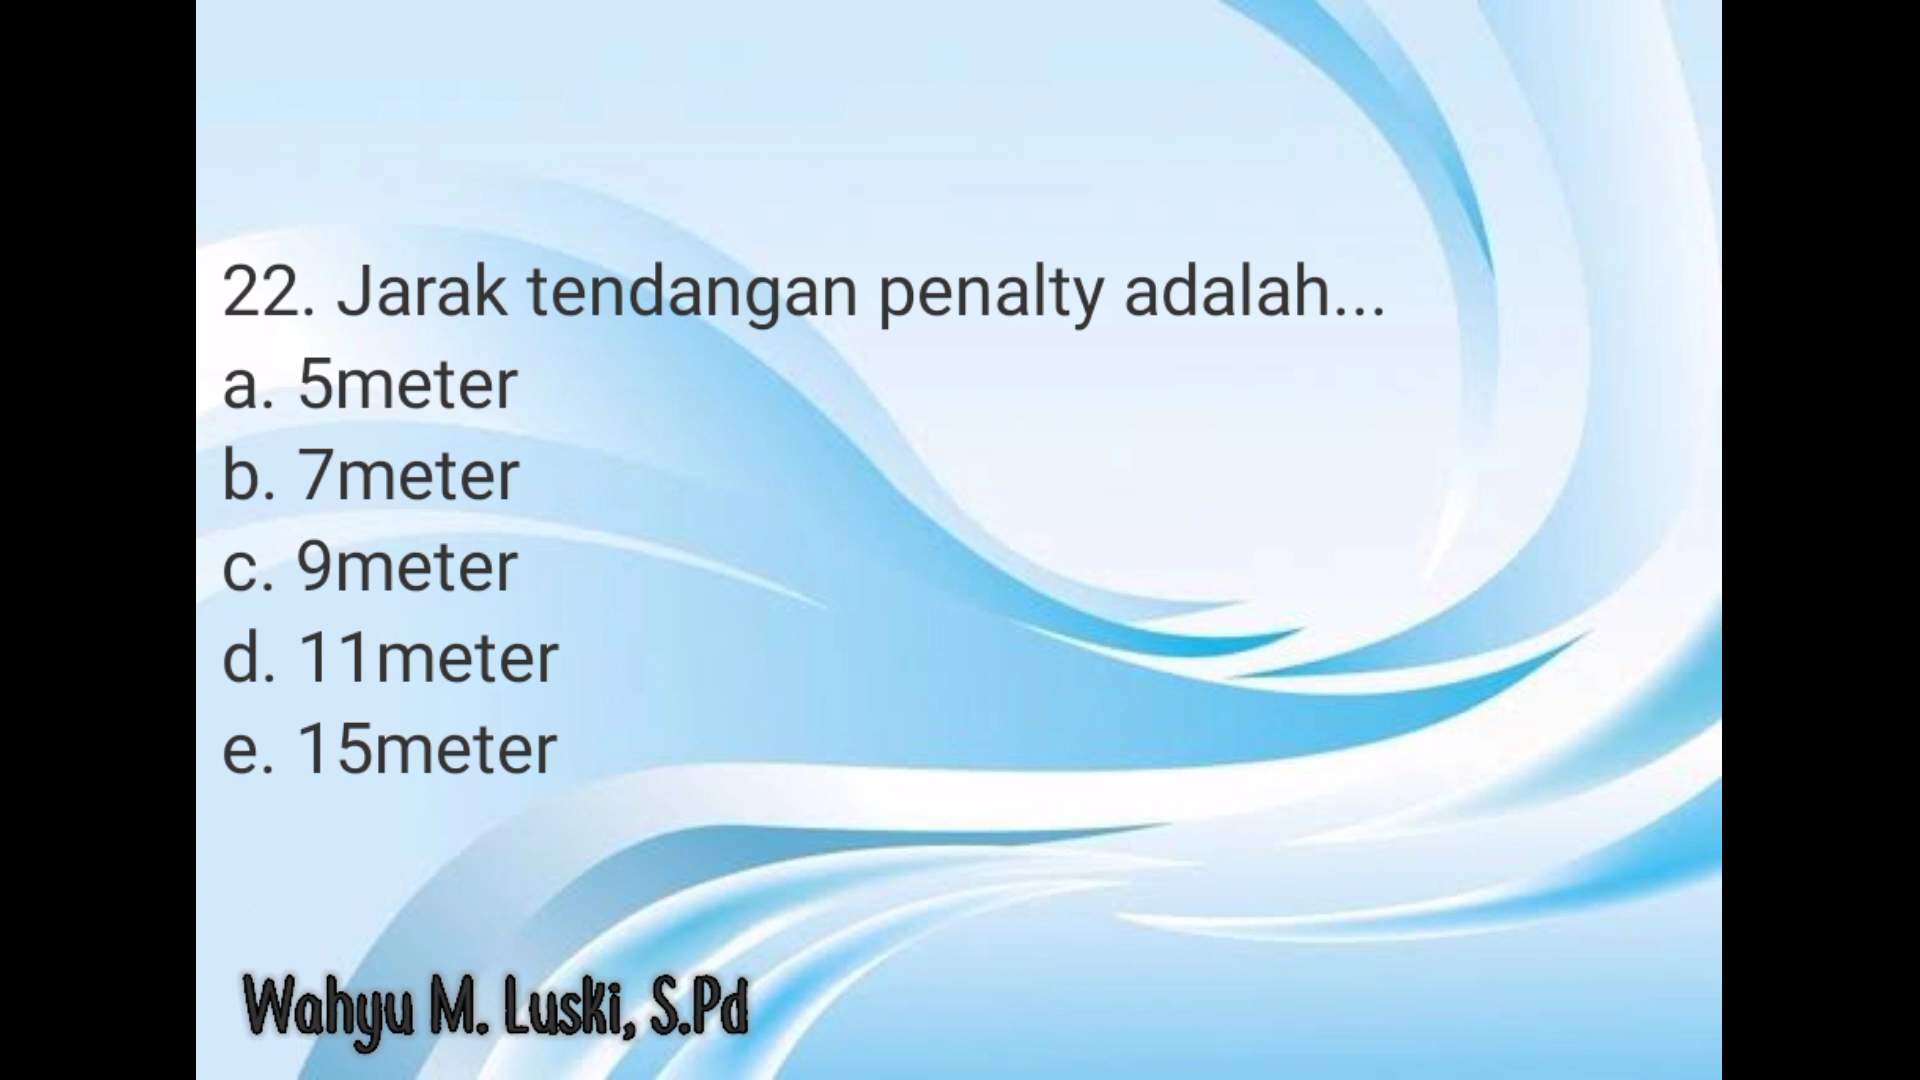 22. Jarak tendangan penalty adalah...
a. 5meter
b. 7meter
c. 9meter
d. 11meter
e. 15meter
Wahyu M. Luski, S.Pd